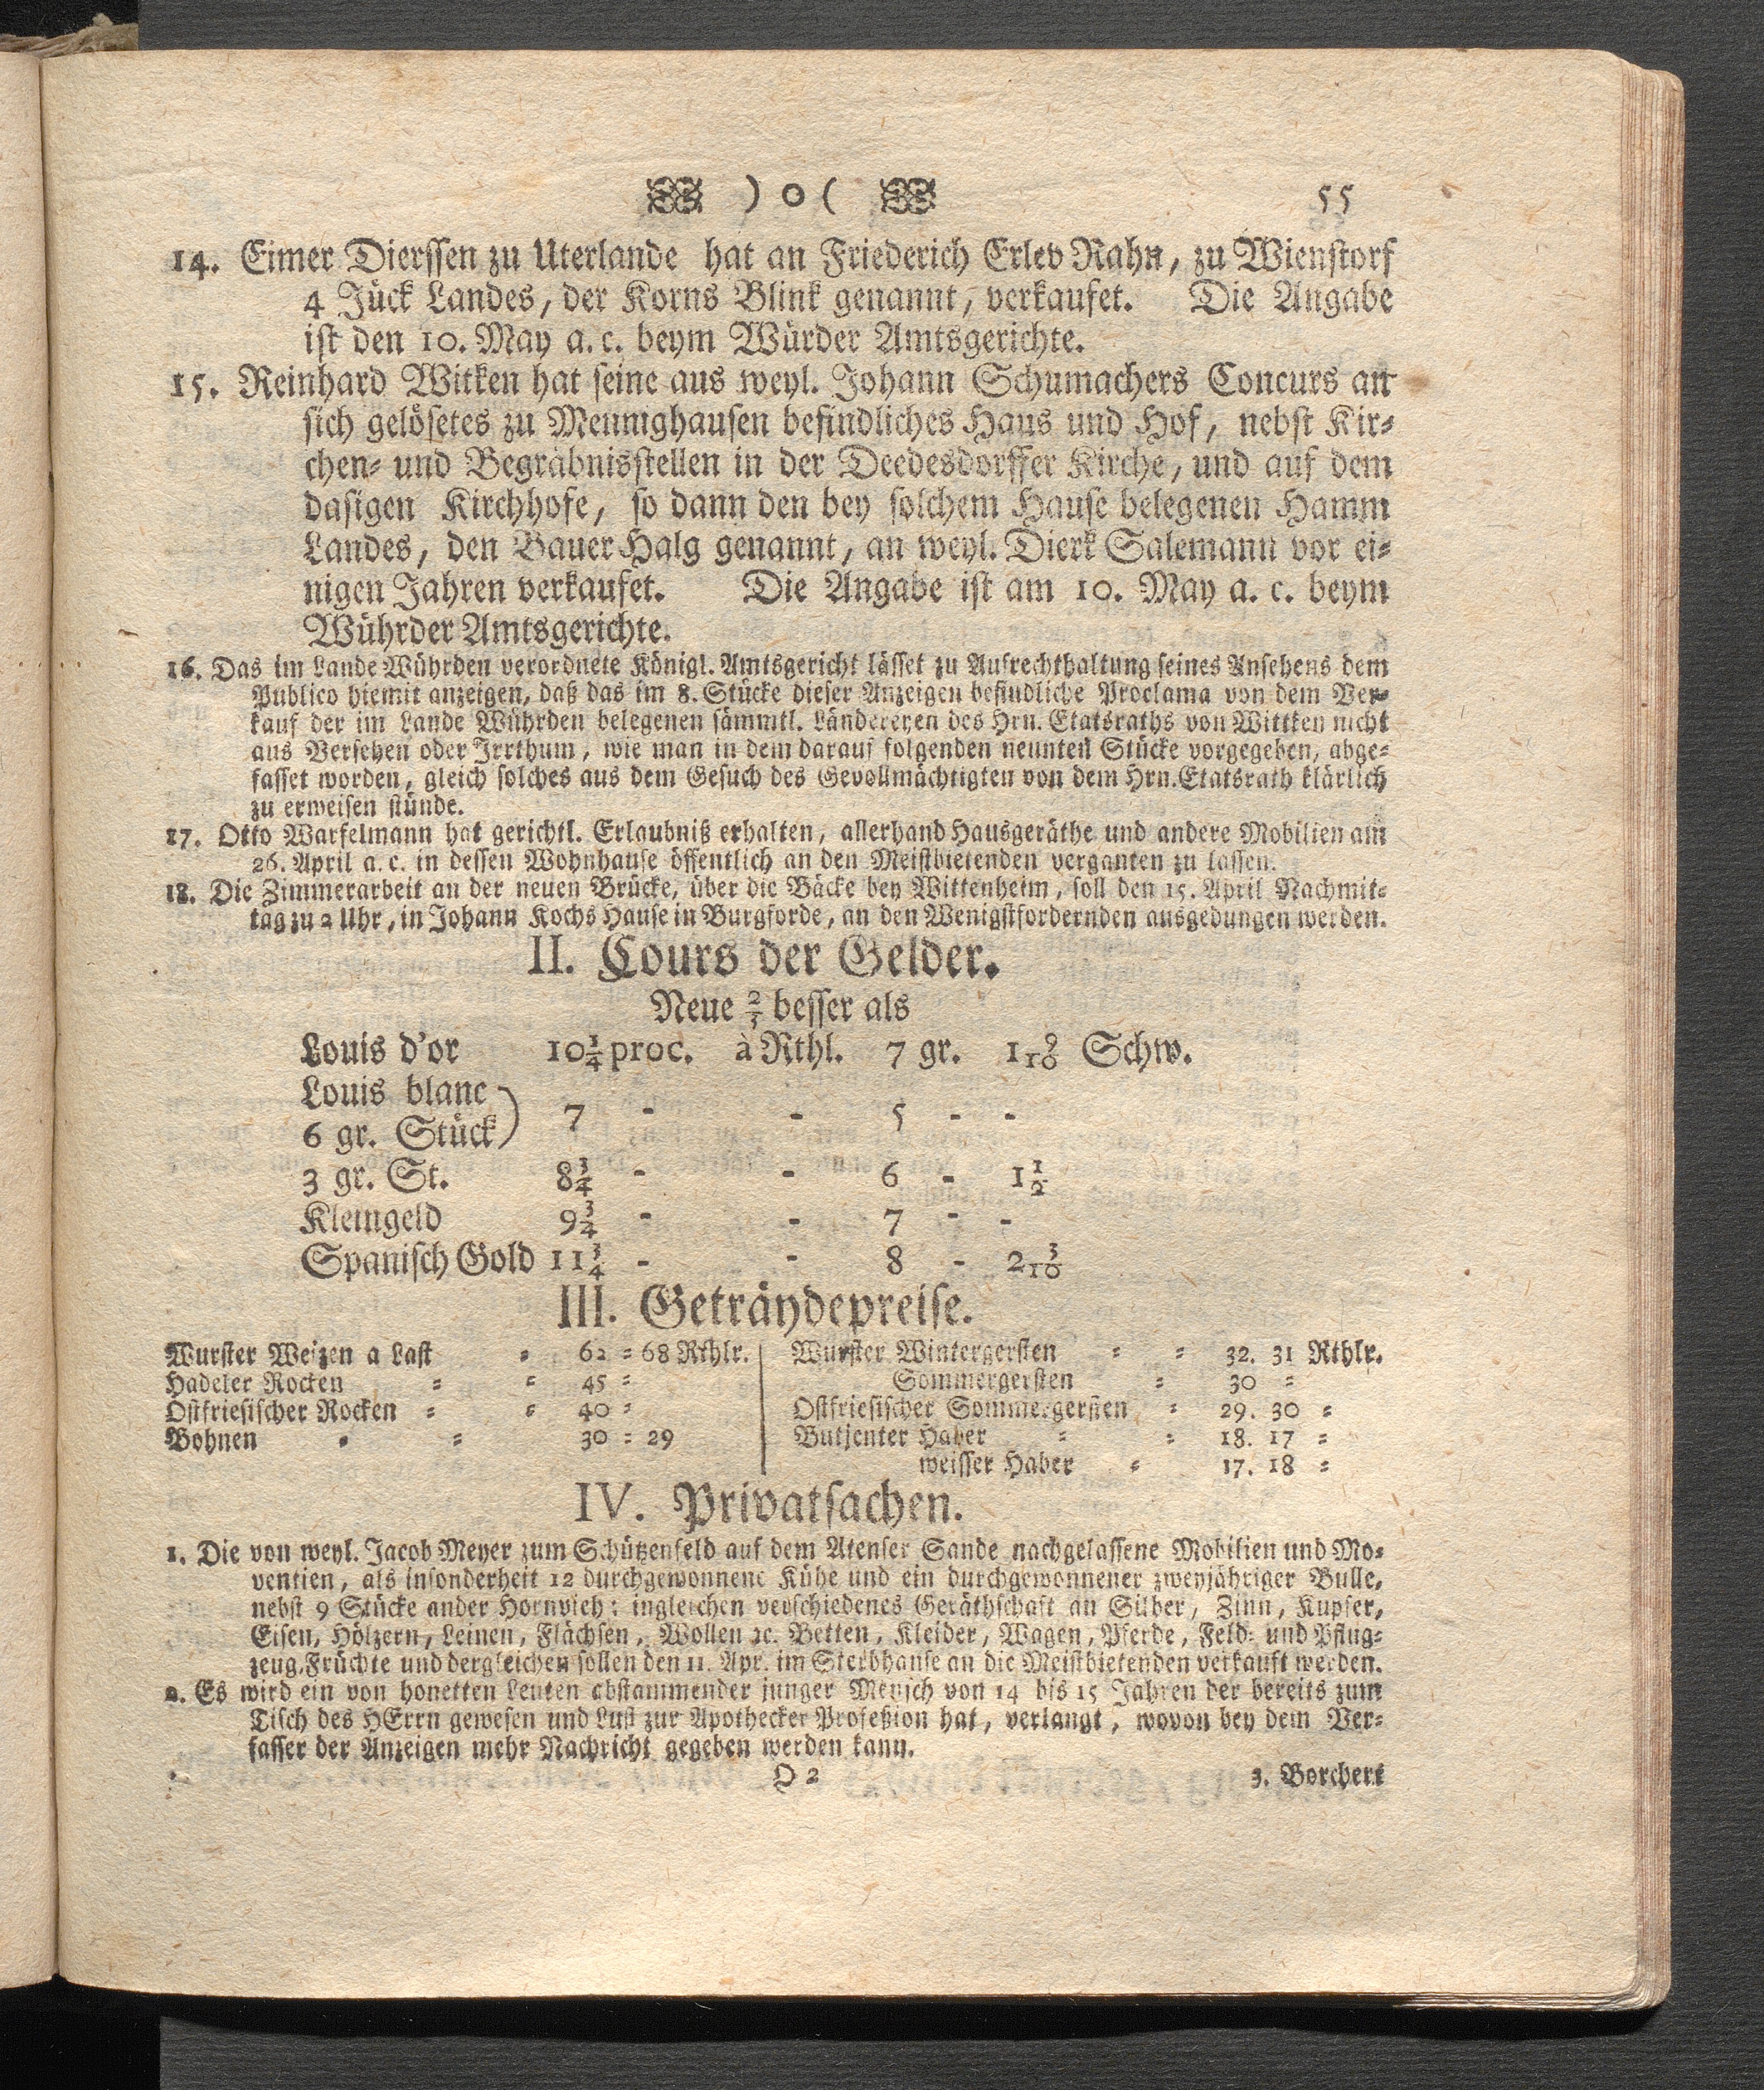 ) o ( 55
14. Eimer Dierssen zu Uterlande hat an Friederich Erlev Rahn, zu Wienstorf
4 Jück Landes, der Korns Blink genannt, verkaufet. Die Angabe
ist den 10. May a. c. beym Würder Amtsgerichte.
15. Reinhard Witken hat seine aus weyl. Johann Schumachers Concurs an
sich gelösetes zu Mennighausen befindliches Haus und Hof, nebst Kir-
chen- und Begräbnisstellen in der Deedesdorffer Kirche, und auf dem
dasigen Kirchhofe, so dann den bey solchem Hause belegenen Hamm
Landes, den Bauer Halg genannt, an weyl. Dierk Salemann vor ei-
nigen Jahren verkaufet. Die Angabe ist am 10. May a. c. beym
Wührder Amtsgerichte.
16. Das im Lande Wührden verordnete Königl. Amtsgericht lässet zu Aufrechthaltung seines Ansehens dem
Publico hiemit anzeigen, daß das im 8. Stücke dieser Anzeigen befindliche Proclama von dem Ver-
kauf der im Lande Wührden belegenen sämmtl. Ländereyen des Hrn. Etatsraths von Wittken nicht
aus Versehen oder Irrthum, wie man in dem darauf folgenden neunten Stücke vorgegeben, abge-
fasset worden, gleich solches aus dem Gesuch des Gevollmächtigten von dem Hrn. Etatsrath klärlich
zu erweisen stünde.
17. Otto Warfelmann hat gerichtl. Erlaubniß erhalten, allerhand Hausgeräthe und andere Mobilien am
26. April a. c. in dessen Wohnhause öffentlich an den Meistbietenden verganten zu lassen.
18. Die Zimmerarbeit an der neuen Brücke, über die Bäcke bey Wittenheim, soll den 15. April Nachmit-
tag zu 2 Uhr, in Johann Kochs Hause in Burgforde, an den Wenigstfordernden ausgedungen werden.
II. Cours der Gelder.
Neue 2/3 besser als
Louis d'or 10 1/4 proc. à Rthl. 7 gr. 1 9/10 Schw.
Louis blanc
6 gr. Stück) 7 - - 5 - -
3 gr. St. 8 3/4 - - 6 - 1 1/2
Kleingeld 9 3/4 - - 7 - -
Spanisch Gold 11 3/4 - - 8 - 2 3/10
III. Geträydepreise.
Wurster Weizen a Last = 62 = 68 Rthlr.
Hadeler Rocken = = 45 =
Ostfriesischer Rocken = = 40 =
Bohnen = = 30 = 29
Wurster Wintergersten = = 32. 31 Rthlr.
Sommergersten = 30 =
Ostfriesischer Sommergersten = 29. 30 =
Butjenter Haber = = 18. 17 =
weisser Haber = 17. 18 =
IV. Privatsachen.
1. Die von weyl. Jacob Meyer zum Schützenfeld auf dem Atenser Sande nachgelassene Mobilien und Mo-
ventien, als insonderheit 12 durchgewonnene Kühe und ein durchgewonnener zweyjähriger Bulle,
nebst 9 Stücke ander Hornvieh: ingleichen verschiedenes Geräthschaft an Silber, Zinn, Kupfer,
Eisen, Hölzern, Leinen, Flächsen, Wollen ꝛc. Betten, Kleider, Wagen, Pferde, Feld- und Pflug-
zeug, Früchte und dergleichen sollen den 11. Apr. im Sterbhause an die Meistbietenden verkauft werden.
2. Es wird ein von honetten Leuten abstammender junger Mensch von 14 bis 15 Jahren der bereits zum
Tisch des HErrn gewesen und Lust zur Apothecker Profeßion hat, verlangt, wovon bey dem Ver-
fasser der Anzeigen mehr Nachricht gegeben werden kann.
O 2 3. Borchert